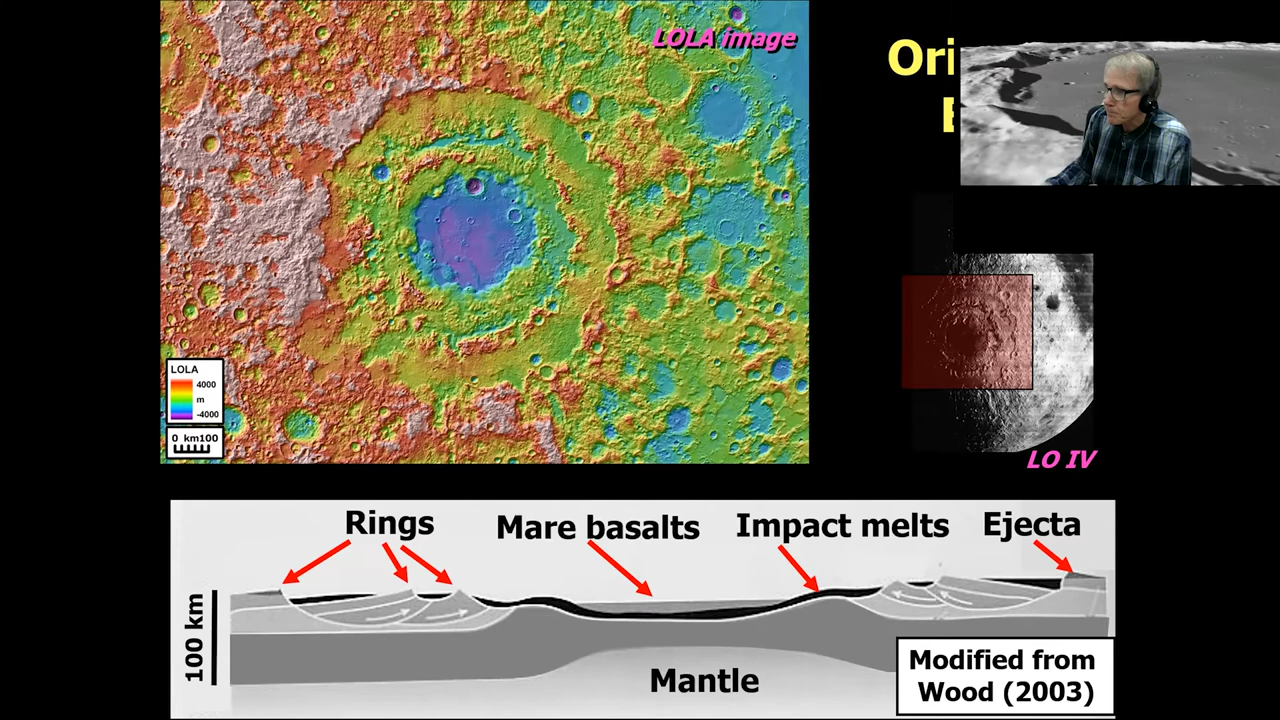 LOLA image
Ori
LOLA
4000
m
-4000
0 km100
LO IV
Rings
Mare basalts
Impact melts
Ejecta
100 km
Mantle
Modified from
Wood (2003)